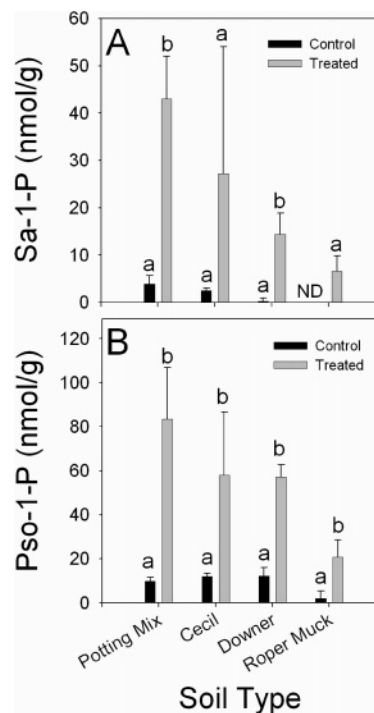 A
Sa-1-P (nmol/g)
60
50
40
30
20
10
0
Control
Treated
a b
a a
a b
ND a
B
Pso-1-P (nmol/g)
120
100
80
60
40
20
0
Control
Treated
a b
a b
a b
a b
Potting Mix
Cecil
Downer
Roper Muck
Soil Type